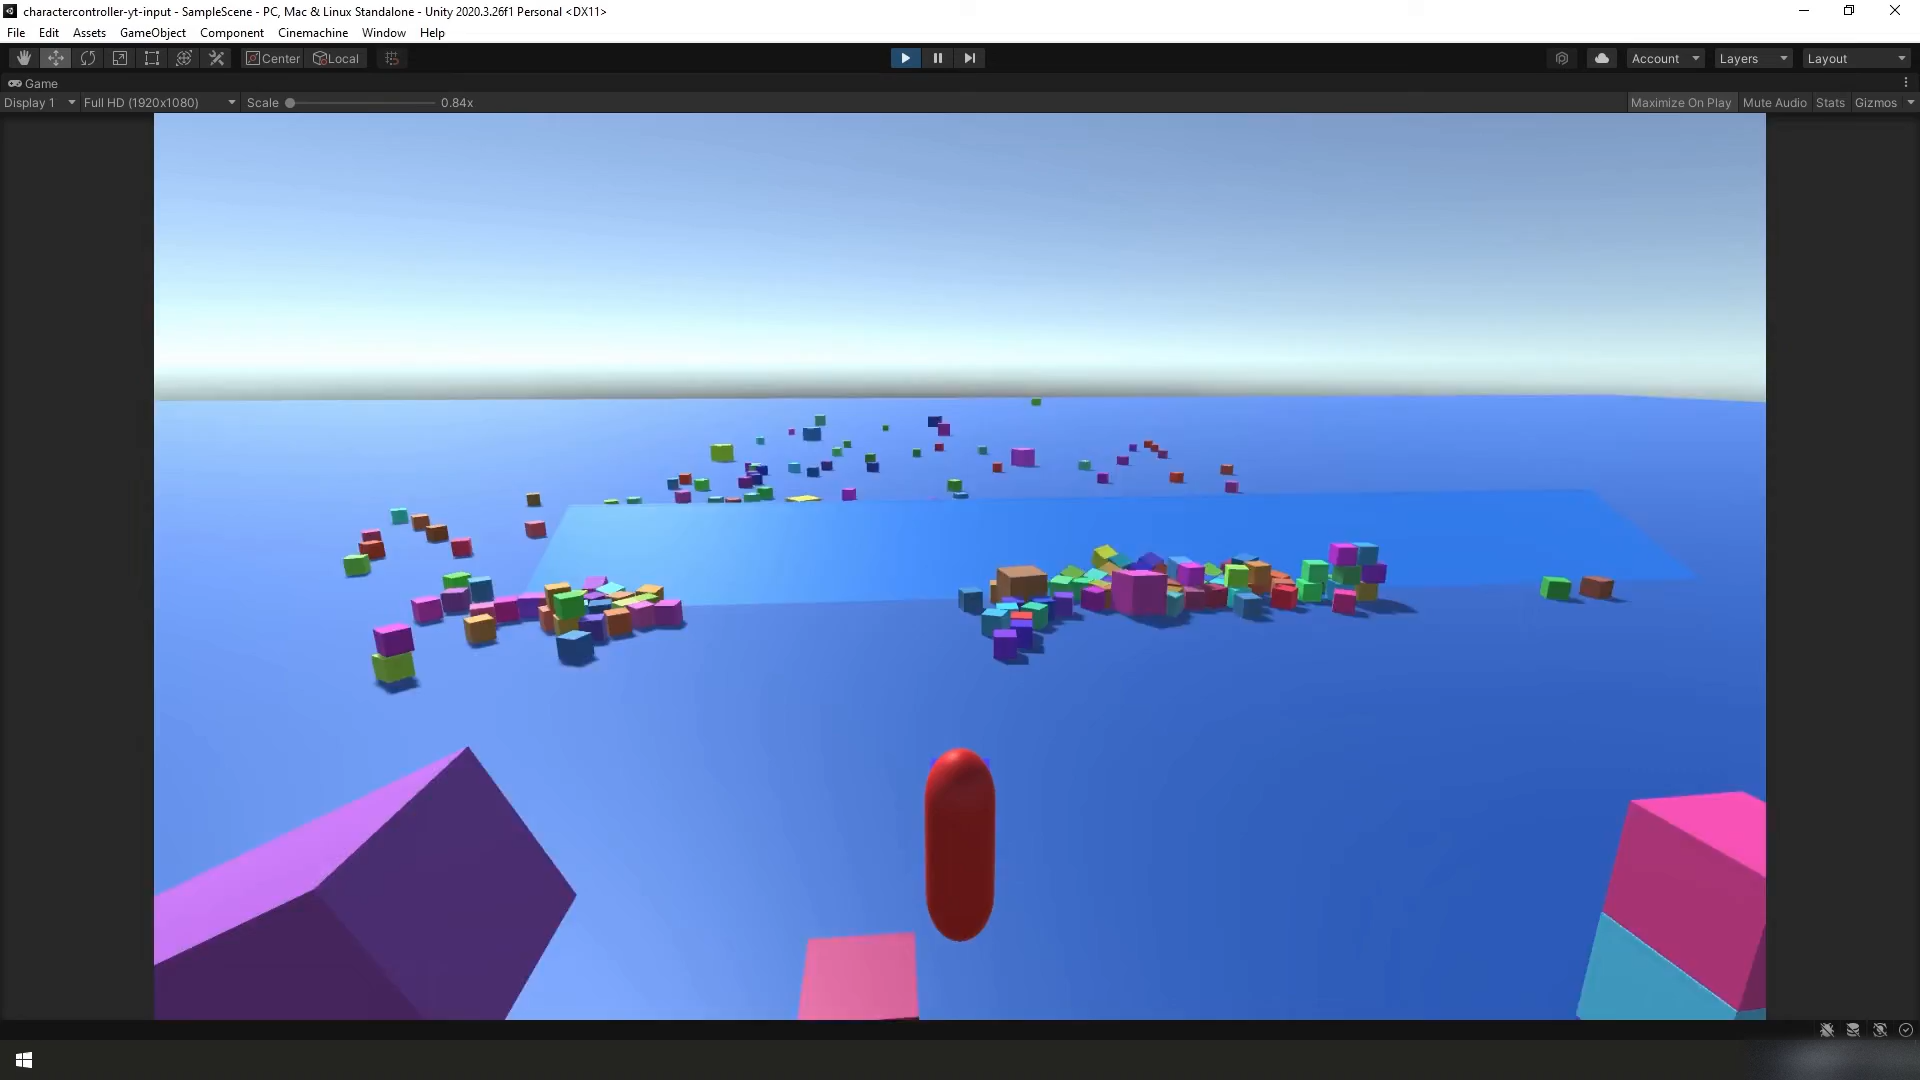 charactercontroller-yt-input - SampleScene - PC, Mac & Linux Standalone - Unity 2020.3.26f1 Personal <DX11>
File Edit Assets GameObject Component Cinemachine Window Help
Center Local Account Layers Layout
Game
Display 1 Full HD (1920x1080) Scale 0.84x Maximize On Play Mute Audio Stats Gizmos